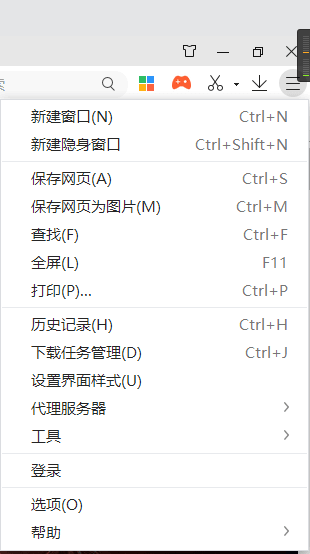 索
新建窗口(N) Ctrl+N
新建隐身窗口 Ctrl+Shift+N
保存网页(A) Ctrl+S
保存网页为图片(M) Ctrl+M
查找(F) Ctrl+F
全屏(L) F11
打印(P)... Ctrl+P
历史记录(H) Ctrl+H
下载任务管理(D) Ctrl+J
设置界面样式(U)
代理服务器
工具
登录
选项(O)
帮助